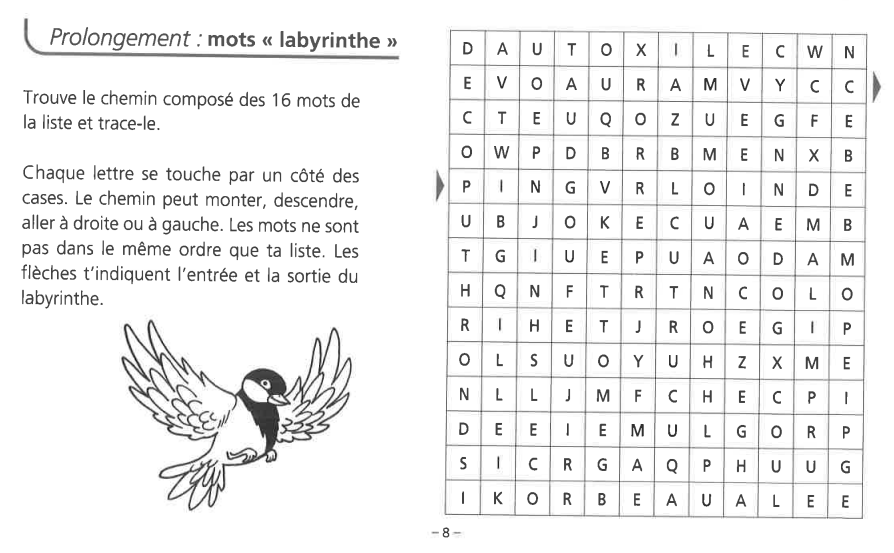 Prolongement : mots « labyrinthe »
Trouve le chemin composé des 16 mots de
la liste et trace-le.
Chaque lettre se touche par un côté des
cases. Le chemin peut monter, descendre,
aller à droite ou à gauche. Les mots ne sont
pas dans le même ordre que ta liste. Les
flèches t'indiquent l'entrée et la sortie du
labyrinthe.
D A U T O X I L E C W N
E V O A U R A M V Y C C
C T E U Q O Z U E G F E
O W P D B R B M E N X B
P I N G V R L O I N D E
U B J O K E C U A E M B
T G I U E P U A O D A M
H Q N F T R T N C O L O
R I H E T J R O E G I P
O L S U O Y U H Z X M E
N L L J M F C H E C P I
D E E I E M U L G O R P
S I C R G A Q P H U U G
I K O R B E A U A L E E
– 8 –